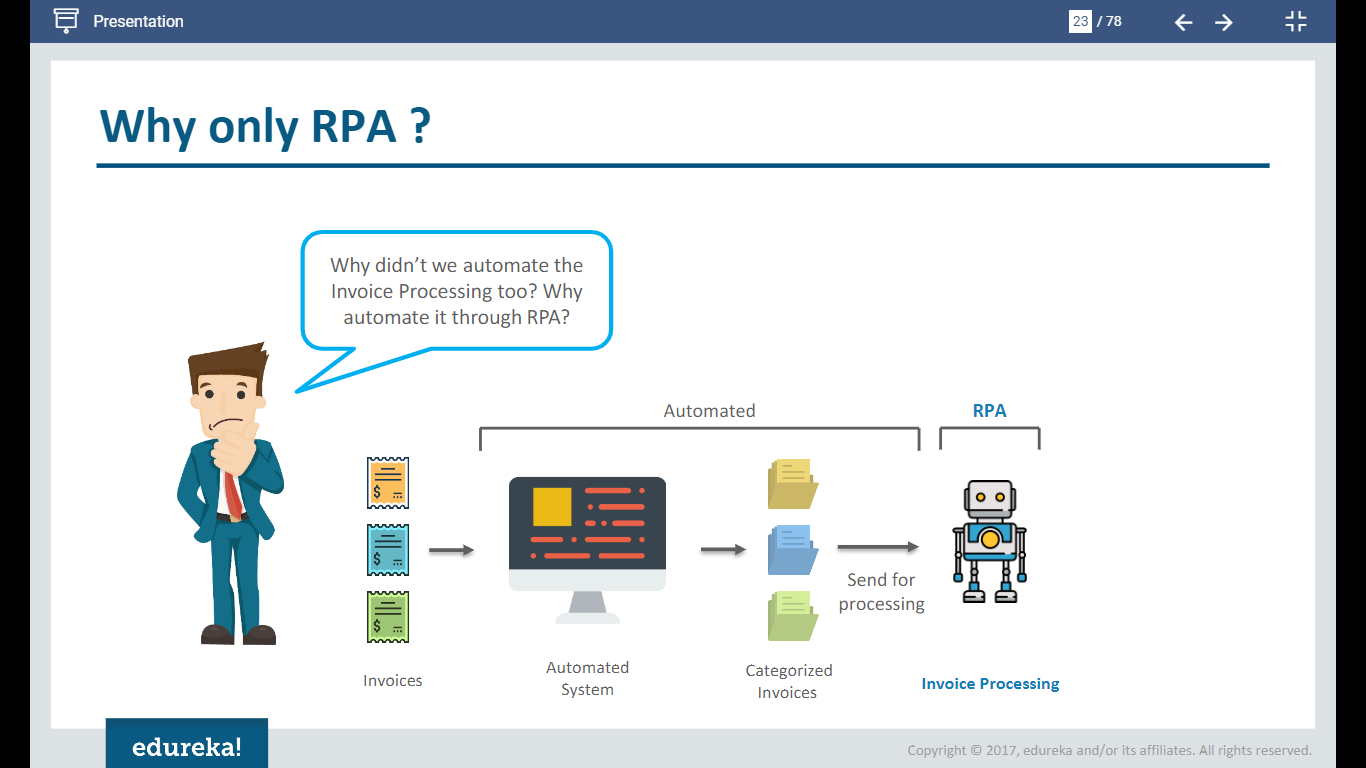 Presentation
23 / 78
Why only RPA ?
Why didn’t we automate the
Invoice Processing too? Why
automate it through RPA?
Automated
RPA
$
$
$
Send for
processing
Invoices
Automated
System
Categorized
Invoices
Invoice Processing
edureka!
Copyright © 2017, edureka and/or its affiliates. All rights reserved.